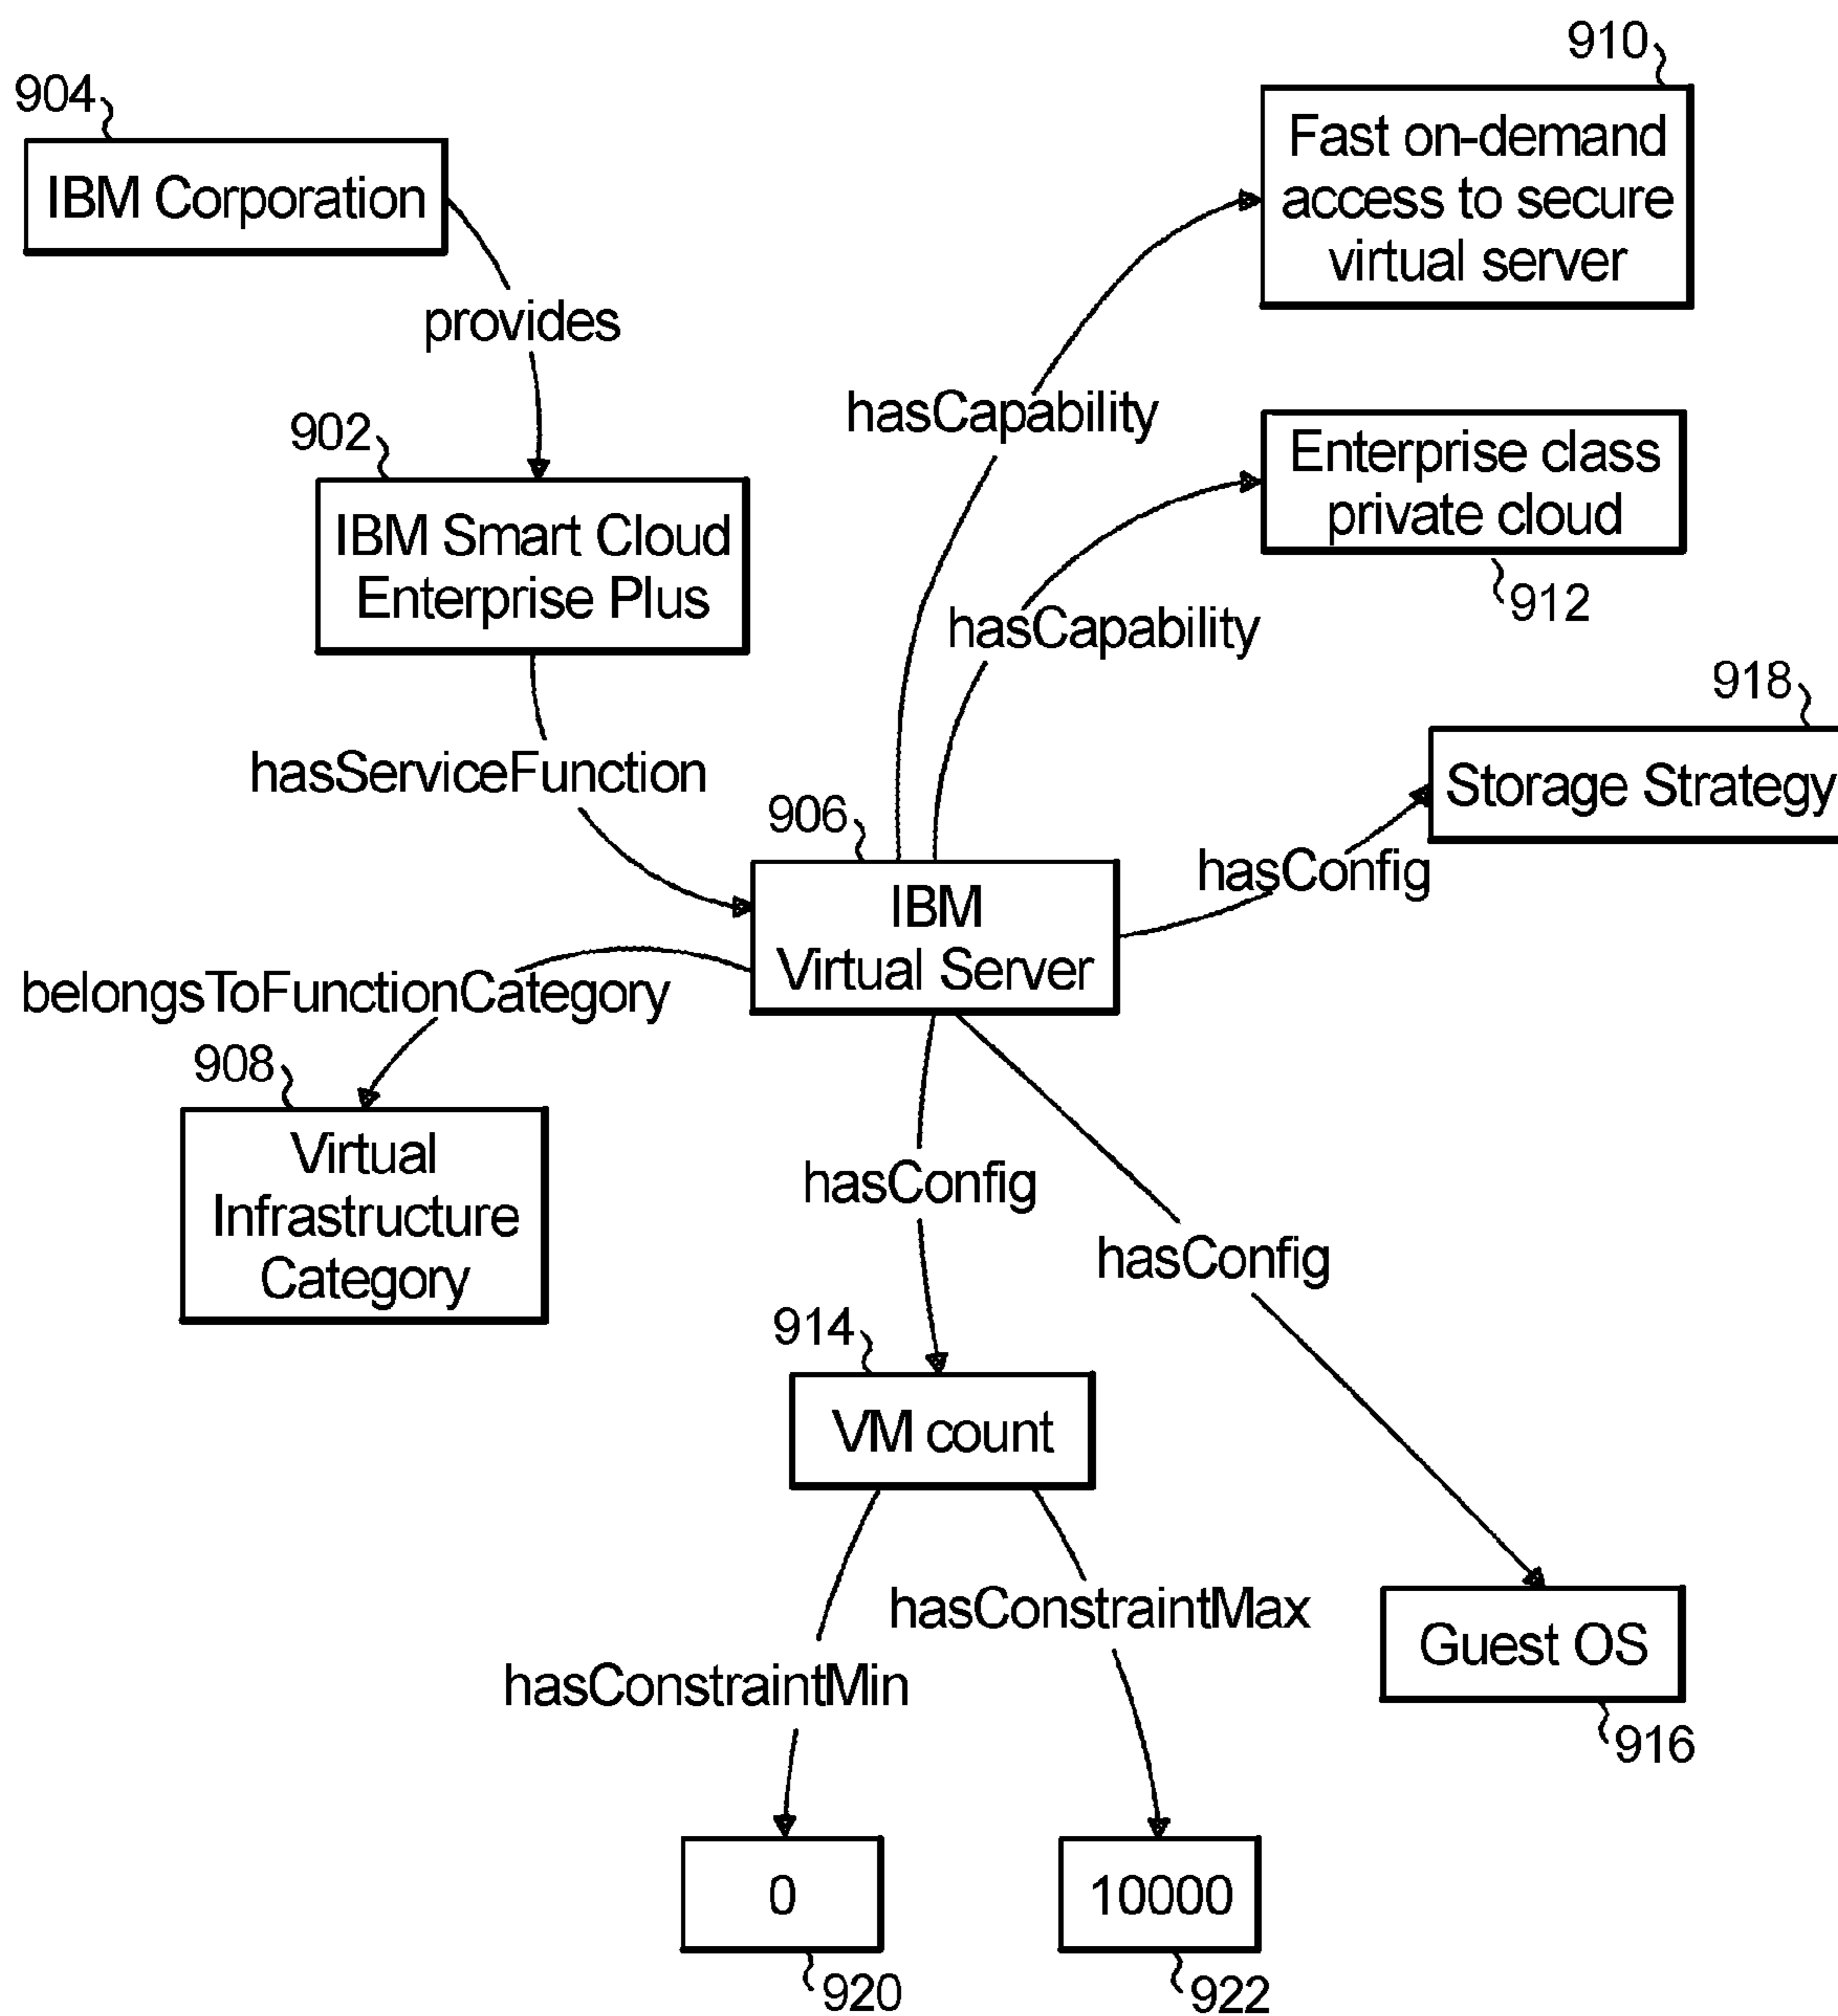 910
904
Fast on-demand
access to secure
virtual server
IBM Corporation
provides
hasCapability
902
Enterprise class
private cloud
IBM Smart Cloud
Enterprise Plus
912
hasCapability
918
hasServiceFunction
Storage Strategy
906
hasConfig
IBM
Virtual Server
belongsToFunctionCategory
908
Virtual
Infrastructure
Category
hasConfig
hasConfig
914
VM count
hasConstraintMax
Guest OS
hasConstraintMin
916
0
10000
920
922